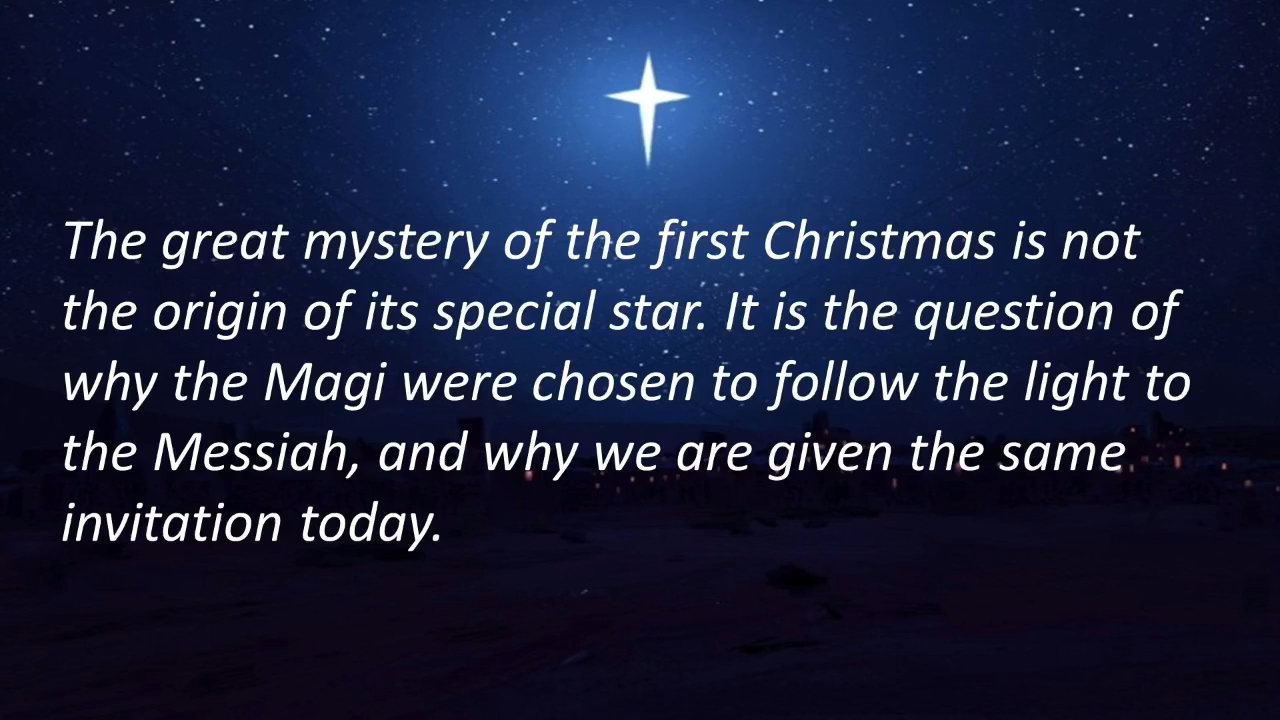 The great mystery of the first Christmas is not
the origin of its special star. It is the question of
why the Magi were chosen to follow the light to
the Messiah, and why we are given the same
invitation today.